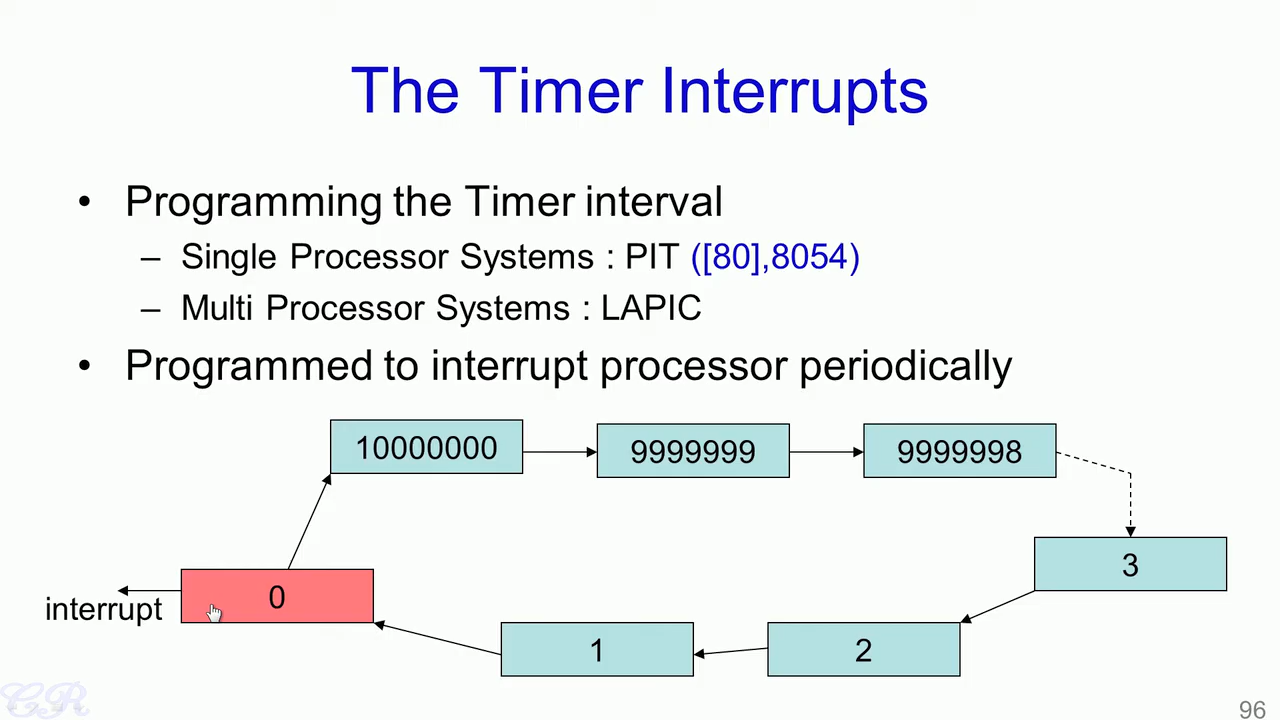 The Timer Interrupts
• Programming the Timer interval
– Single Processor Systems : PIT ([80],8054)
– Multi Processor Systems : LAPIC
• Programmed to interrupt processor periodically
10000000
9999999
9999998
3
0
interrupt
1
2
CR
96